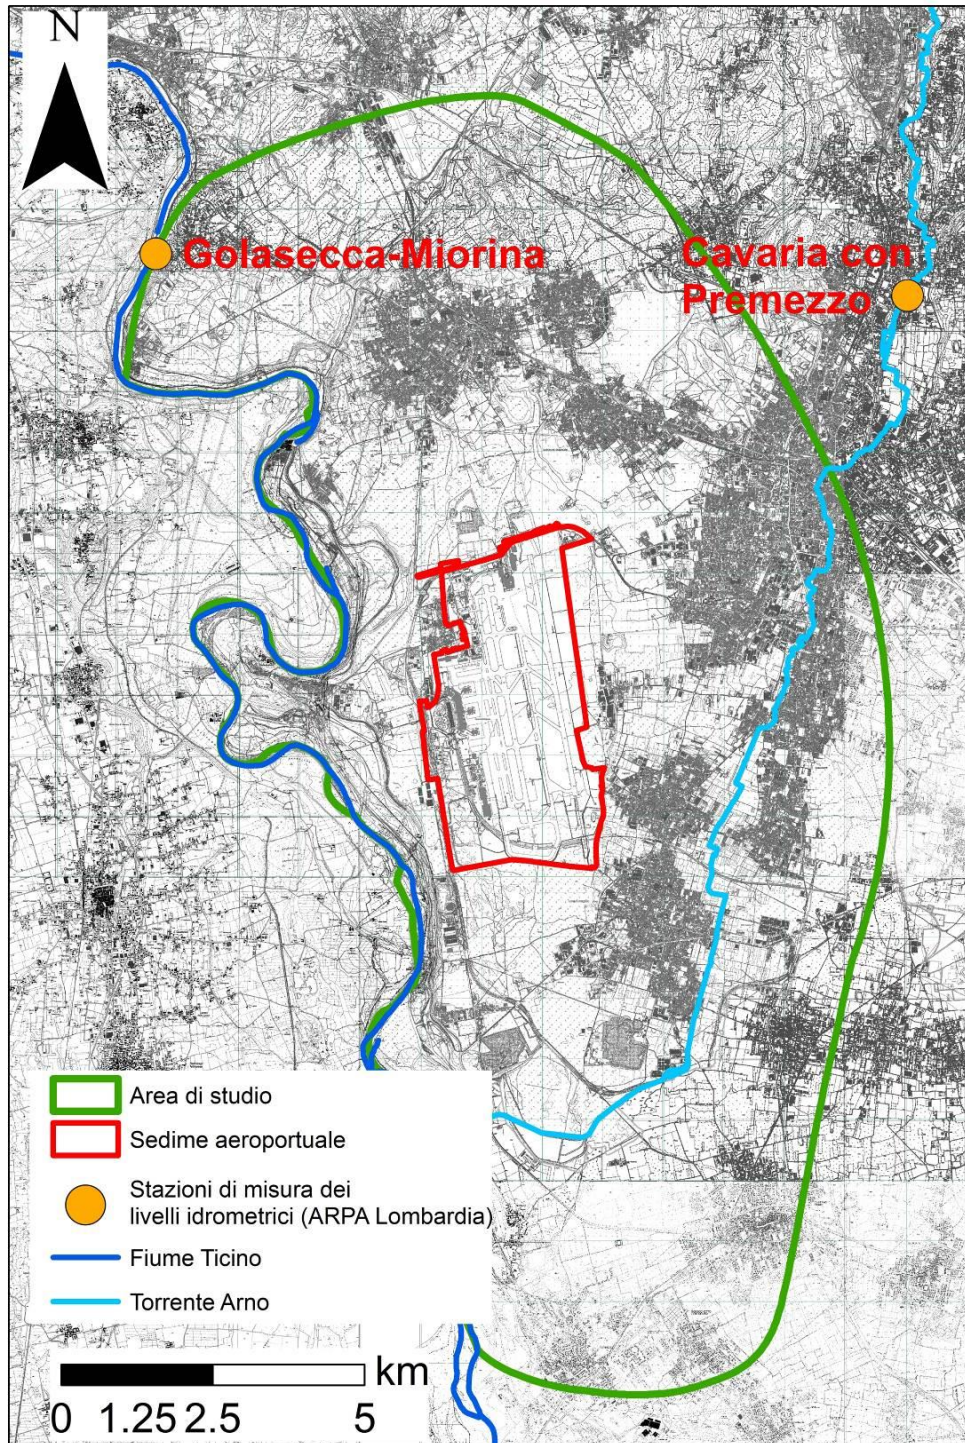 N
Golasecca-Miorina
Cavaria con
Premezzo
Area di studio
Sedime aeroportuale
Stazioni di misura dei
livelli idrometrici (ARPA Lombardia)
Fiume Ticino
Torrente Arno
km
0 1.25 2.5 5